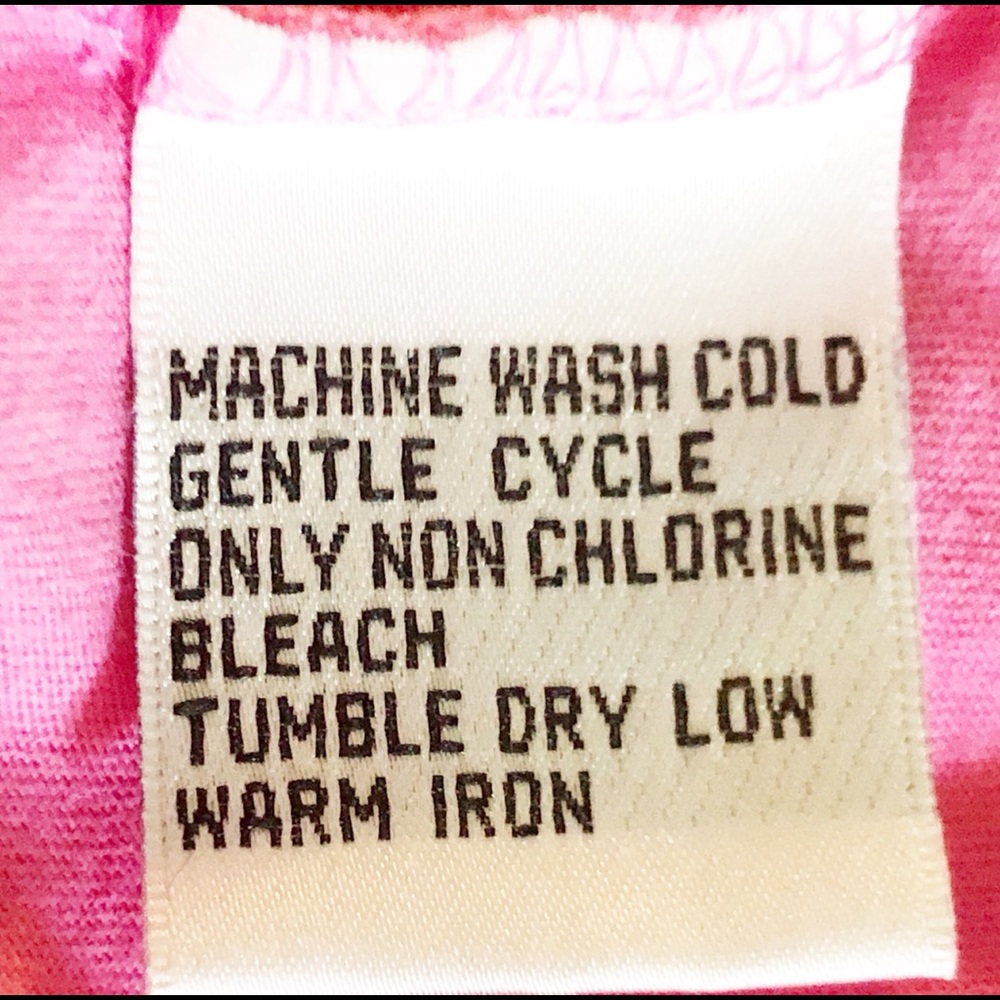 MACHINE WASH COLD
GENTLE CYCLE
ONLY NON CHLORINE
BLEACH
TUMBLE DRY LOW
WARM IRON